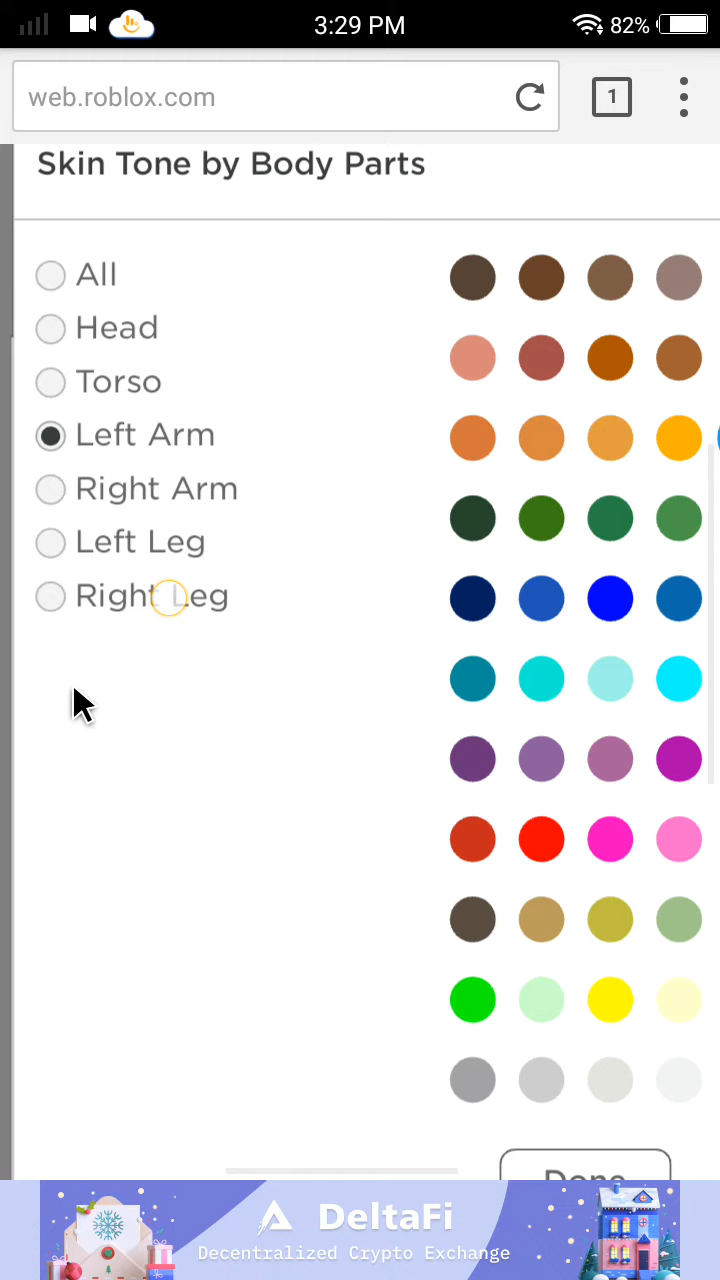 3:29 PM
82%
web.roblox.com
1
Skin Tone by Body Parts
All
Head
Torso
Left Arm
Right Arm
Left Leg
Right Leg
Done
DeltaFi
Decentralized Crypto Exchange